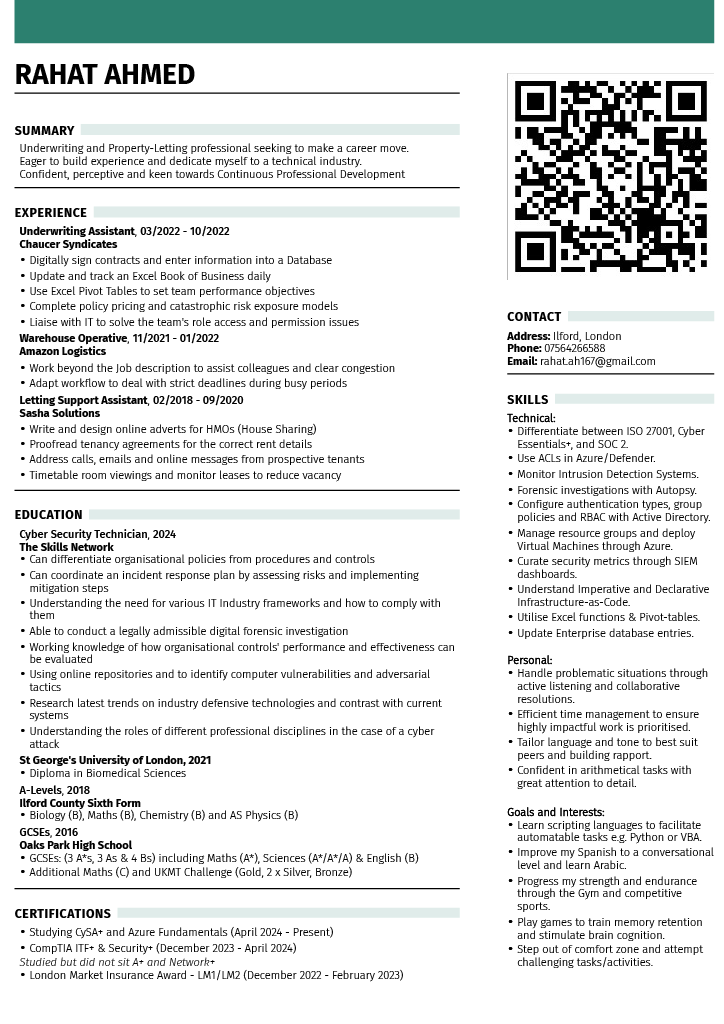 RAHAT AHMED
SUMMARY
Underwriting and Property-Letting professional seeking to make a career move.
Eager to build experience and dedicate myself to a technical industry.
Confident, perceptive and keen towards Continuous Professional Development
EXPERIENCE
Underwriting Assistant, 03/2022 - 10/2022
Chaucer Syndicates
• Digitally sign contracts and enter information into a Database
• Update and track an Excel Book of Business daily
• Use Excel Pivot Tables to set team performance objectives
• Complete policy pricing and catastrophic risk exposure models
• Liaise with IT to solve the team's role access and permission issues
Warehouse Operative, 11/2021 - 01/2022
Amazon Logistics
• Work beyond the Job description to assist colleagues and clear congestion
• Adapt workflow to deal with strict deadlines during busy periods
Letting Support Assistant, 02/2018 - 09/2020
Sasha Solutions
• Write and design online adverts for HMOs (House Sharing)
• Proofread tenancy agreements for the correct rent details
• Address calls, emails and online messages from prospective tenants
• Timetable room viewings and monitor leases to reduce vacancy
EDUCATION
Cyber Security Technician, 2024
The Skills Network
• Can differentiate organisational policies from procedures and controls
• Can coordinate an incident response plan by assessing risks and implementing
mitigation steps
• Understanding the need for various IT Industry frameworks and how to comply with
them
• Able to conduct a legally admissible digital forensic investigation
• Working knowledge of how organisational controls' performance and effectiveness can
be evaluated
• Using online repositories and to identify computer vulnerabilities and adversarial
tactics
• Research latest trends on industry defensive technologies and contrast with current
systems
• Understanding the roles of different professional disciplines in the case of a cyber
attack
St George's University of London, 2021
• Diploma in Biomedical Sciences
A-Levels, 2018
Ilford County Sixth Form
• Biology (B), Maths (B), Chemistry (B) and AS Physics (B)
GCSEs, 2016
Oaks Park High School
• GCSEs: (3 A*s, 3 As & 4 Bs) including Maths (A*), Sciences (A*/A*/A) & English (B)
• Additional Maths (C) and UKMT Challenge (Gold, 2 x Silver, Bronze)
CERTIFICATIONS
• Studying CySA+ and Azure Fundamentals (April 2024 - Present)
• CompTIA ITF+ & Security+ (December 2023 - April 2024)
Studied but did not sit A+ and Network+
• London Market Insurance Award - LM1/LM2 (December 2022 - February 2023)
CONTACT
Address: Ilford, London
Phone: 07564266588
Email: rahat.ah167@gmail.com
SKILLS
Technical:
• Differentiate between ISO 27001, Cyber
Essentials+, and SOC 2.
• Use ACLs in Azure/Defender.
• Monitor Intrusion Detection Systems.
• Forensic investigations with Autopsy.
• Configure authentication types, group
policies and RBAC with Active Directory.
• Manage resource groups and deploy
Virtual Machines through Azure.
• Curate security metrics through SIEM
dashboards.
• Understand Imperative and Declarative
Infrastructure-as-Code.
• Utilise Excel functions & Pivot-tables.
• Update Enterprise database entries.
Personal:
• Handle problematic situations through
active listening and collaborative
resolutions.
• Efficient time management to ensure
highly impactful work is prioritised.
• Tailor language and tone to best suit
peers and building rapport.
• Confident in arithmetical tasks with
great attention to detail.
Goals and Interests:
• Learn scripting languages to facilitate
automatable tasks e.g. Python or VBA.
• Improve my Spanish to a conversational
level and learn Arabic.
• Progress my strength and endurance
through the Gym and competitive
sports.
• Play games to train memory retention
and stimulate brain cognition.
• Step out of comfort zone and attempt
challenging tasks/activities.